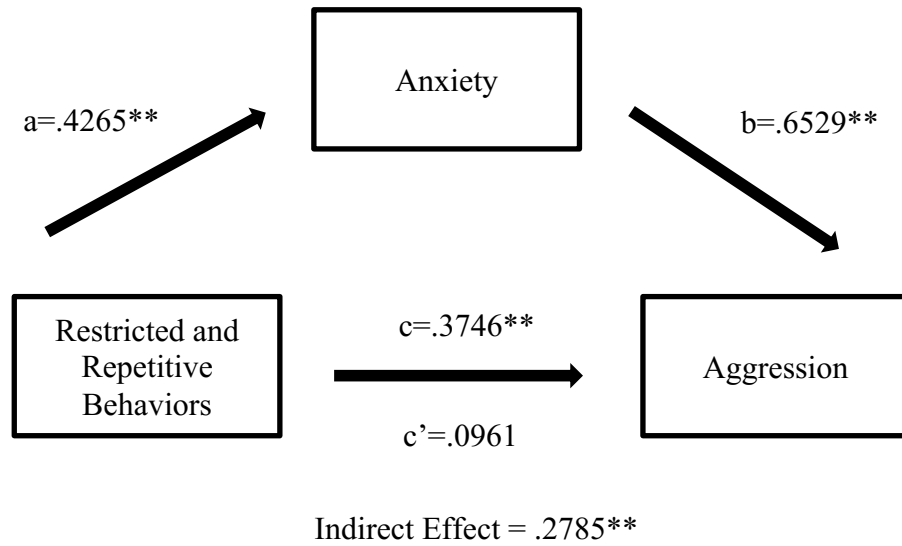 Anxiety
a=.4265**
b=.6529**
Restricted and
Repetitive
Behaviors
c=.3746**
c’=.0961
Aggression
Indirect Effect = .2785**